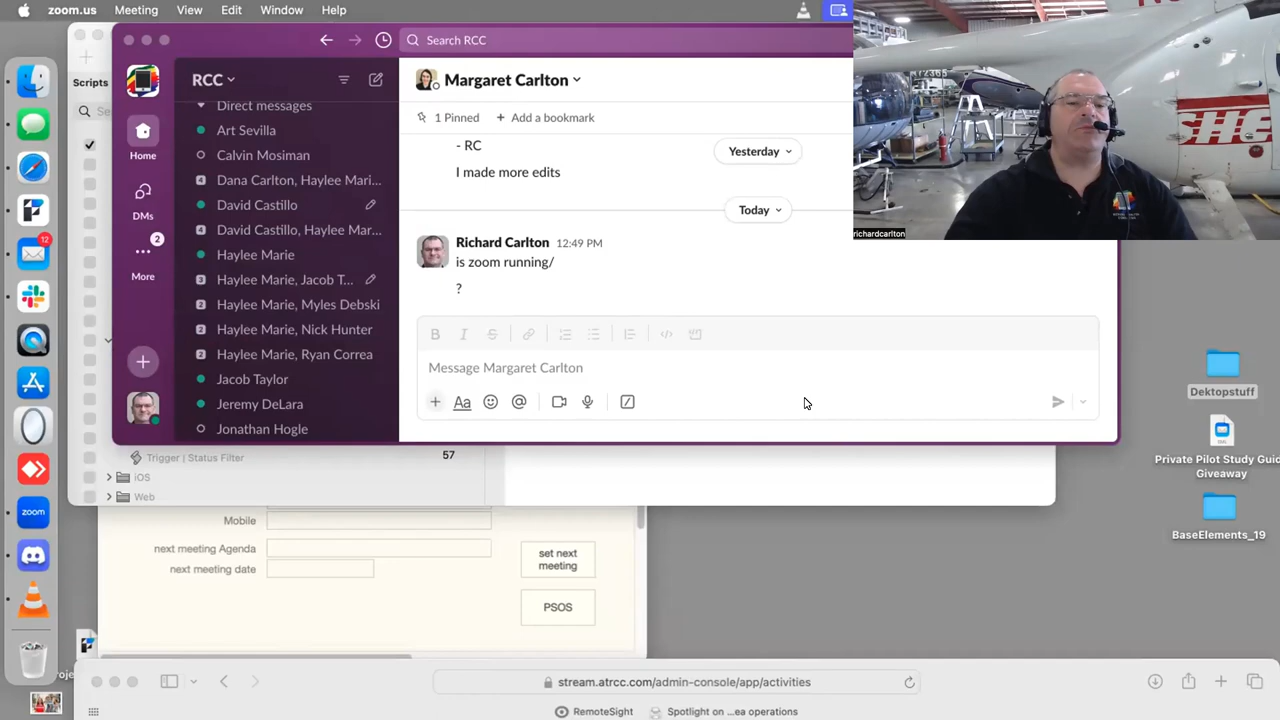 zoom.us Meeting View Edit Window Help
Search RCC
Scripts
RCC
Margaret Carlton
Direct messages
1 Pinned
Add a bookmark
Art Sevilla
- RC
Yesterday
Home
Calvin Mosiman
I made more edits
Dana Carlton, Haylee Mari...
David Castillo
Today
DMs
David Castillo, Haylee Mar...
richardcarlton
2
Haylee Marie
Richard Carlton 12:49 PM
is zoom running/
12
More
Haylee Marie, Jacob T...
?
Haylee Marie, Myles Debski
Haylee Marie, Nick Hunter
Haylee Marie, Ryan Correa
Message Margaret Carlton
Jacob Taylor
Jeremy DeLara
Aa
Jonathan Hogle
Dektopstuff
Trigger | Status Filter 57
iOS
Web
Private Pilot Study Guid
Giveaway
zoom
Mobile
BaseElements_19
next meeting Agenda
next meeting date
set next
meeting
PSOS
stream.atrcc.com/admin-console/app/activities
RemoteSight
Spotlight on ...ea operations